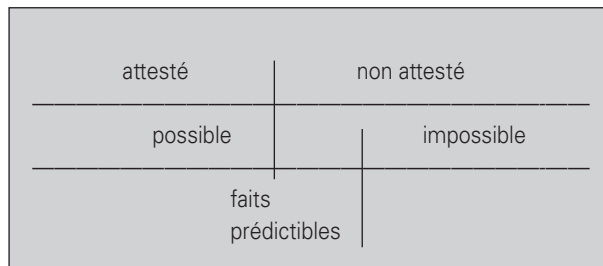 attesté non attesté
possible impossible
faits
prédictibles